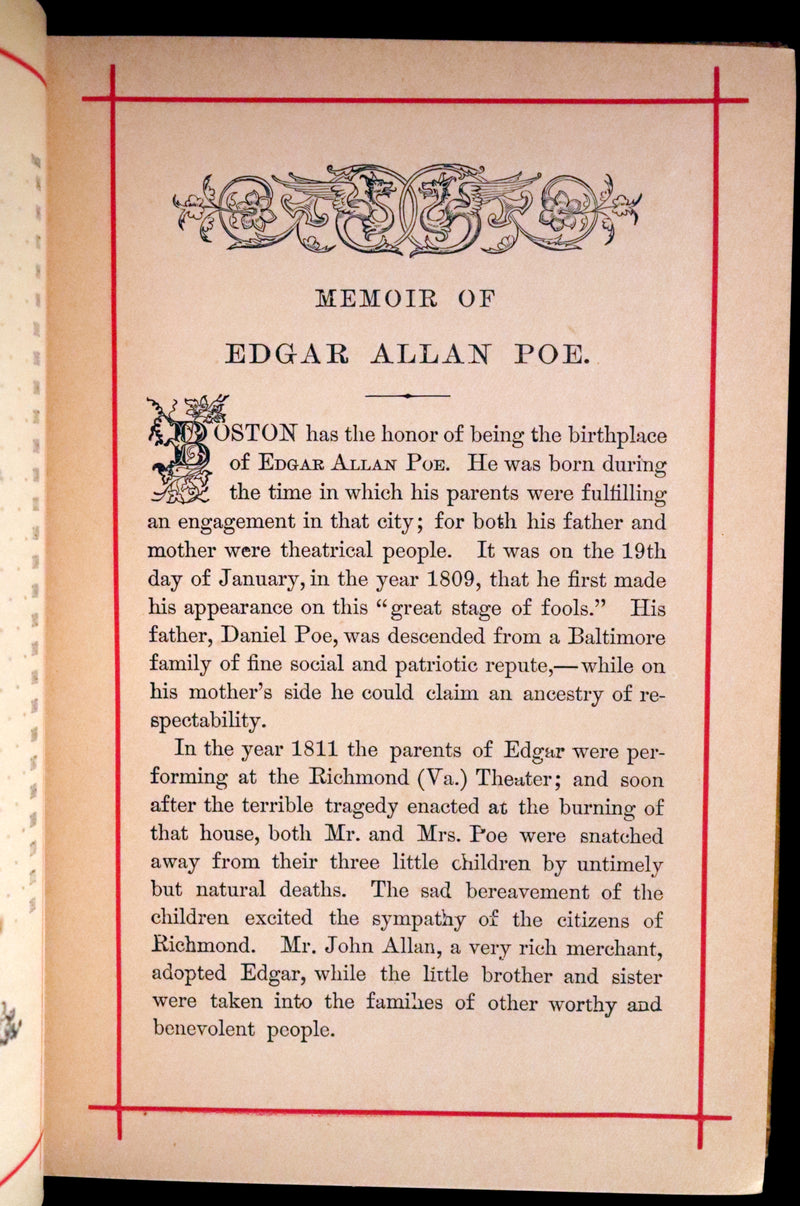 MEMOIR OF
EDGAR ALLAN POE.
BOSTON has the honor of being the birthplace
of EDGAR ALLAN POE. He was born during
the time in which his parents were fulfilling
an engagement in that city; for both his father and
mother were theatrical people. It was on the 19th
day of January, in the year 1809, that he first made
his appearance on this “great stage of fools.” His
father, Daniel Poe, was descended from a Baltimore
family of fine social and patriotic repute,—while on
his mother’s side he could claim an ancestry of re-
spectability.
In the year 1811 the parents of Edgar were per-
forming at the Richmond (Va.) Theater; and soon
after the terrible tragedy enacted at the burning of
that house, both Mr. and Mrs. Poe were snatched
away from their three little children by untimely
but natural deaths. The sad bereavement of the
children excited the sympathy of the citizens of
Richmond. Mr. John Allan, a very rich merchant,
adopted Edgar, while the little brother and sister
were taken into the families of other worthy and
benevolent people.